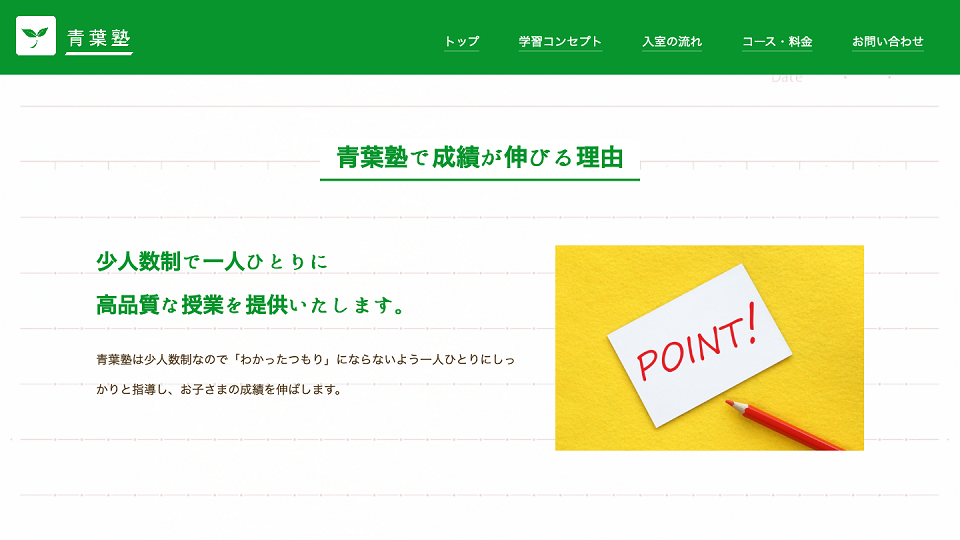 青葉塾
トップ
学習コンセプト
入室の流れ
コース・料金
お問い合わせ
Date
青葉塾で成績が伸びる理由
少人数制で一人ひとりに
高品質な授業を提供いたします。
青葉塾は少人数制なので「わかったつもり」にならないよう一人ひとりにしっ
かりと指導し、お子さまの成績を伸ばします。
POINT!